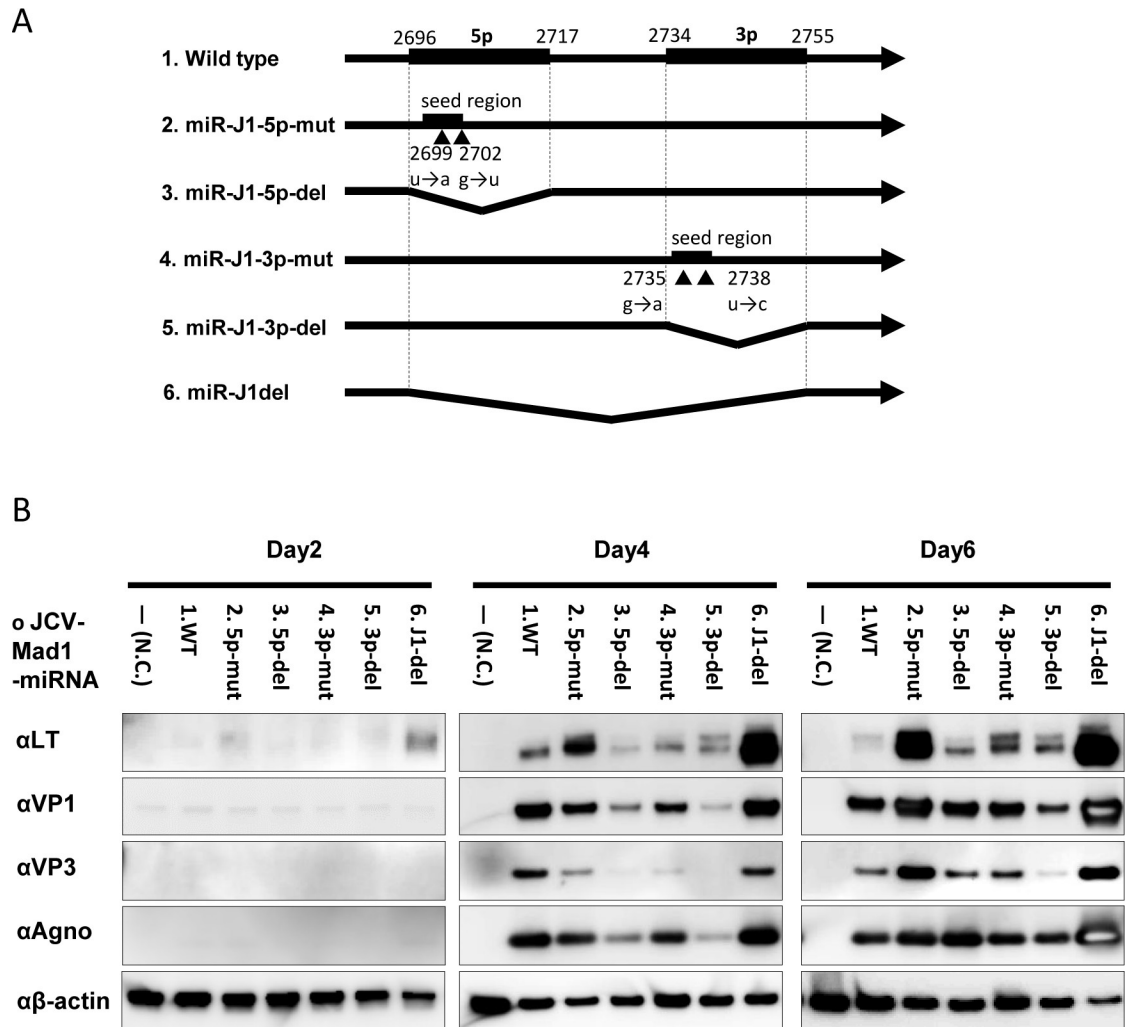 A
2696 5p 2717 2734 3p 2755
1. Wild type
seed region
2. miR-J1-5p-mut
2699 2702
u→a g→u
3. miR-J1-5p-del
seed region
4. miR-J1-3p-mut
2735 2738
g→a u→c
5. miR-J1-3p-del
6. miR-J1del
B
Day2 Day4 Day6
o JCV-
Mad1
-miRNA
— (N.C.)
1.WT
2. 5p-mut
3. 5p-del
4. 3p-mut
5. 3p-del
6. J1-del
— (N.C.)
1.WT
2. 5p-mut
3. 5p-del
4. 3p-mut
5. 3p-del
6. J1-del
— (N.C.)
1.WT
2. 5p-mut
3. 5p-del
4. 3p-mut
5. 3p-del
6. J1-del
αLT
αVP1
αVP3
αAgno
αβ-actin